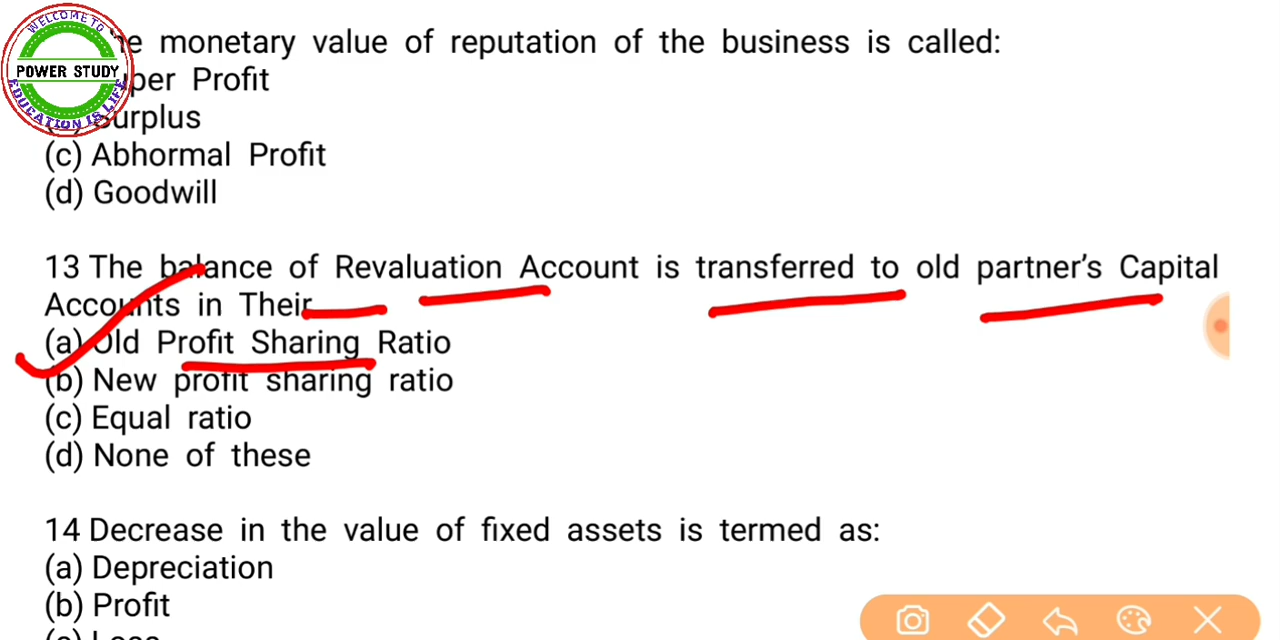 WELCOME TO
POWER STUDY
EDUCATION IS LIFE
monetary value of reputation of the business is called:
Profit
Surplus
(c) Abhormal Profit
(d) Goodwill
13 The balance of Revaluation Account is transferred to old partner's Capital
Accounts in Their
(a) Old Profit Sharing Ratio
(b) New profit sharing ratio
(c) Equal ratio
(d) None of these
14 Decrease in the value of fixed assets is termed as:
(a) Depreciation
(b) Profit